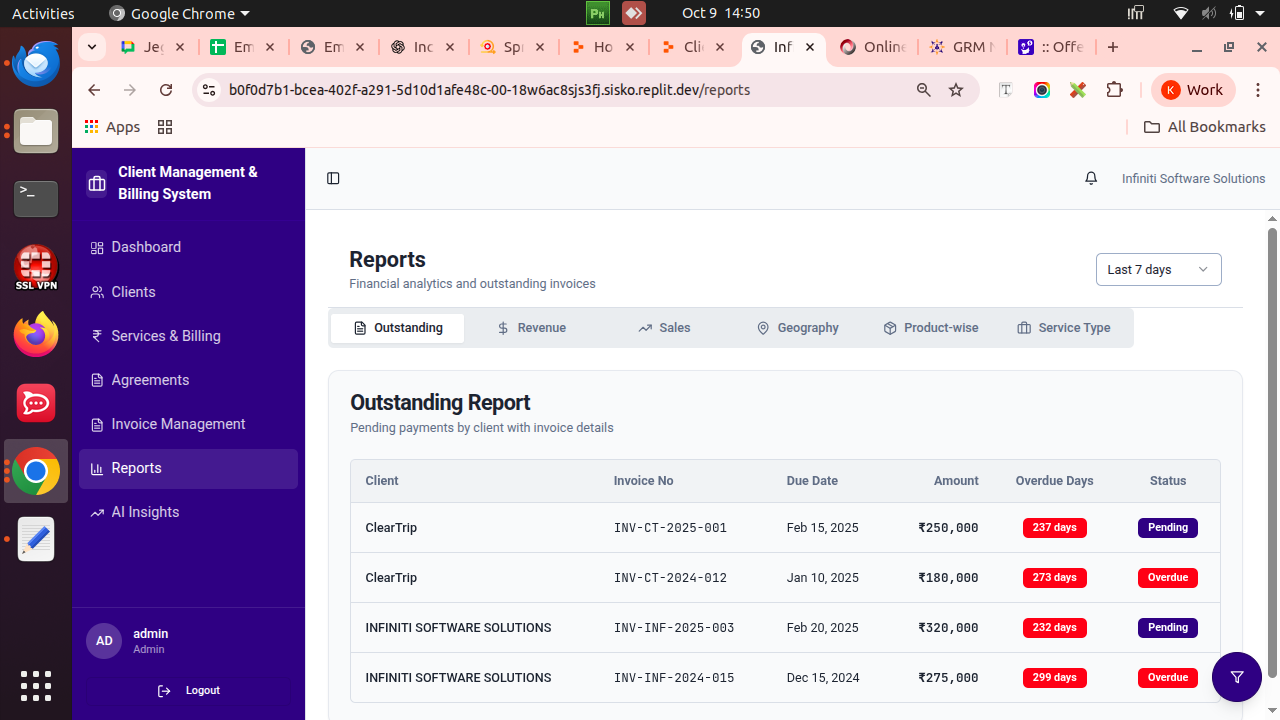 Activities
Google Chrome
Oct 9 14:50
Jeg
Em
Em
Inc
Spr
Ho
Clie
Inf
Online
GRM
:: Offe
b0f0d7b1-bcea-402f-a291-5d10d1afe48c-00-18w6ac8sjs3fj.sisko.replit.dev/reports
K Work
Apps
All Bookmarks
SSL VPN
Client Management &
Billing System
Dashboard
Clients
Services & Billing
Agreements
Invoice Management
Reports
AI Insights
AD
admin
Admin
Logout
Infiniti Software Solutions
Reports
Financial analytics and outstanding invoices
Last 7 days
Outstanding Revenue Sales Geography Product-wise Service Type
Outstanding Report
Pending payments by client with invoice details
Client Invoice No Due Date Amount Overdue Days Status
ClearTrip INV-CT-2025-001 Feb 15, 2025 ₹250,000 237 days Pending
ClearTrip INV-CT-2024-012 Jan 10, 2025 ₹180,000 273 days Overdue
INFINITI SOFTWARE SOLUTIONS INV-INF-2025-003 Feb 20, 2025 ₹320,000 232 days Pending
INFINITI SOFTWARE SOLUTIONS INV-INF-2024-015 Dec 15, 2024 ₹275,000 299 days Overdue